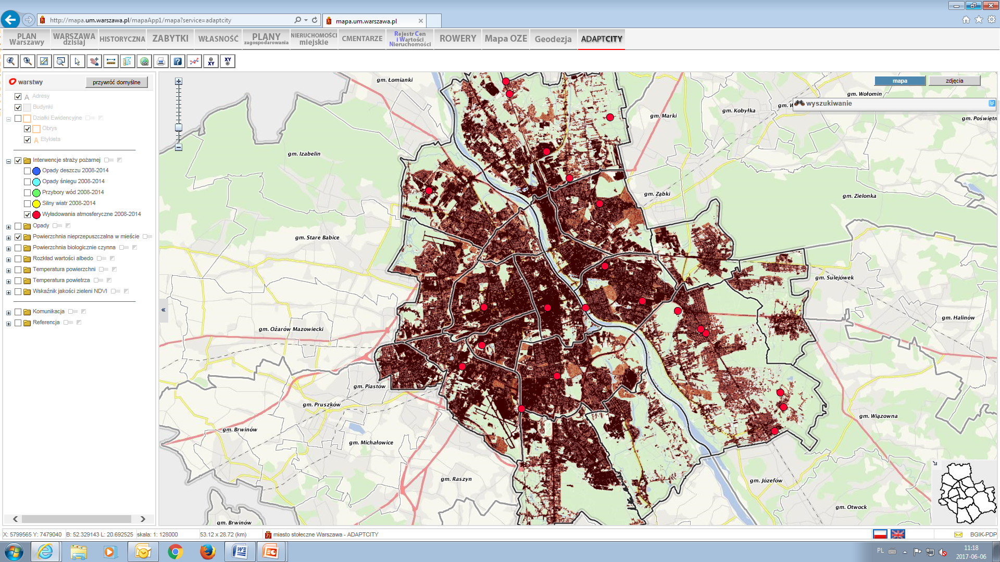 http://mapa.um.warszawa.pl/mapaApp1/mapa?service=adaptcity
mapa.um.warszawa.pl
PLAN
Warszawy
WARSZAWA
dzisiaj
HISTORYCZNA
ZABYTKI
WŁASNOŚĆ
PLANY
zagospodarowania
NIERUCHOMOŚCI
miejskie
CMENTARZE
Rejestr Cen
i Wartości
Nieruchomości
ROWERY
Mapa OZE
Geodezja
ADAPTCITY
XY
XY
warstwy
przywróć domyślne
A Adresy
Budynki
Działki Ewidencyjne
Obrys
A Etykieta
Interwencje straży pożarnej
Opady deszczu 2008-2014
Opady śniegu 2008-2014
Przybory wód 2008-2014
Silny wiatr 2008-2014
Wyładowania atmosferyczne 2008-2014
Opady
Powierzchnia nieprzepuszczalna w mieście
Powierzchnia biologicznie czynna
Rozkład wartości albedo
Temperatura powierzchni
Temperatura powietrza
Wskaźnik jakości zieleni NDVI
Komunikacja
Referencja
mapa
zdjęcia
wyszukiwanie
gm. Łomianki
gm. Wołomin
gm. W
gm. Kobyłka
gm. Marki
gm. Poświętn
gm. Izabelin
gm. Ząbki
gm. Zielonka
gm. Stare Babice
gm. Sulejówek
gm. Halinów
gm. Ożarów Mazowiecki
gm. Piastów
gm. Pruszków
gm. Wiązowna
gm. Brwinów
gm. Michałowice
gm. Raszyn
gm. Józefów
gm. Otwock
gm. Brwinów
X: 5799565 Y: 7479040
B: 52.329143 L: 20.692525
skala: 1: 128000
53.12 x 28.72 (km)
miasto stołeczne Warszawa - ADAPTCITY
BGIK-PDP
PL
11:18
2017-06-06